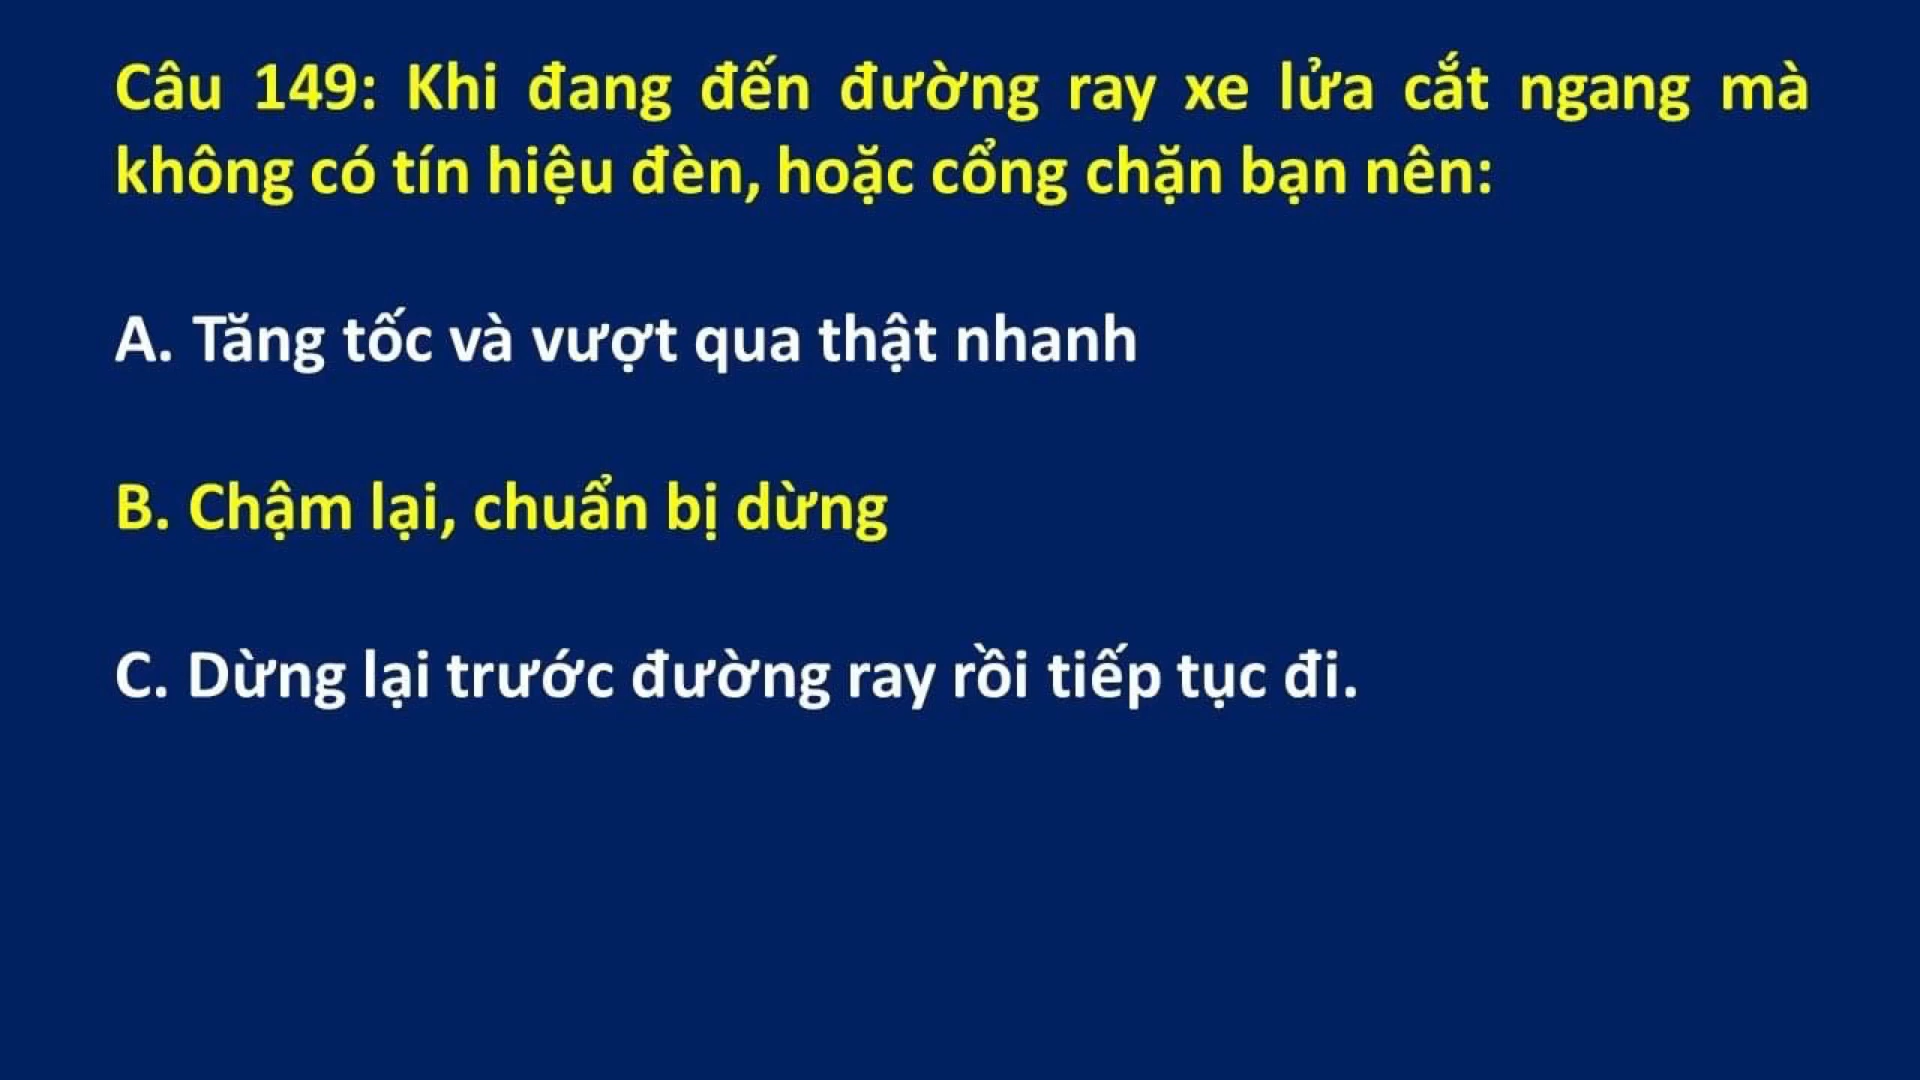 Câu 149: Khi đang đến đường ray xe lửa cắt ngang mà
không có tín hiệu đèn, hoặc cổng chặn bạn nên:
A. Tăng tốc và vượt qua thật nhanh
B. Chậm lại, chuẩn bị dừng
C. Dừng lại trước đường ray rồi tiếp tục đi.